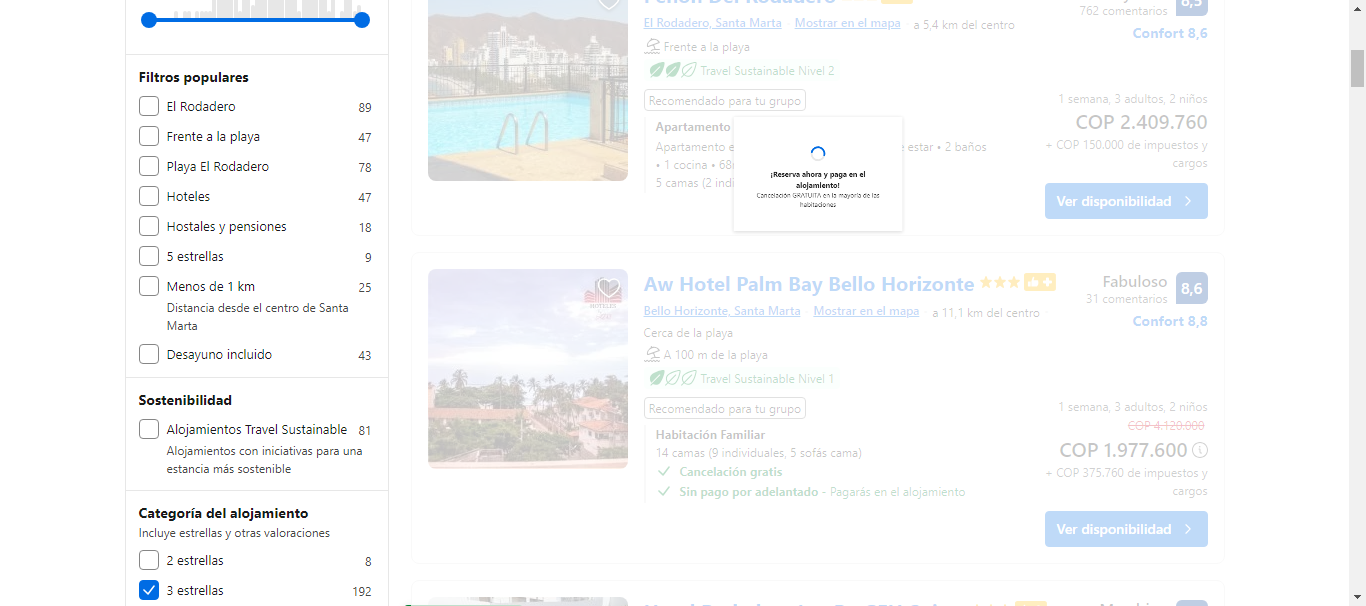 Filtros populares
El Rodadero 89
Frente a la playa 47
Playa El Rodadero 78
Hoteles 47
Hostales y pensiones 18
5 estrellas 9
Menos de 1 km 25
Distancia desde el centro de Santa
Marta
Desayuno incluido 43
Sostenibilidad
Alojamientos Travel Sustainable 81
Alojamientos con iniciativas para una
estancia más sostenible
Categoría del alojamiento
Incluye estrellas y otras valoraciones
2 estrellas 8
3 estrellas 192
8,5
762 comentarios
El Rodadero, Santa Marta Mostrar en el mapa a 5,4 km del centro
Confort 8,6
Frente a la playa
Travel Sustainable Nivel 2
Recomendado para tu grupo
1 semana, 3 adultos, 2 niños
Apartamento
COP 2.409.760
Apartamento e
e estar • 2 baños
+ COP 150.000 de impuestos y
cargos
• 1 cocina • 68
5 camas (2 indi
Ver disponibilidad
¡Reserva ahora y paga en el
alojamiento!
Cancelación GRATUITA en la mayoría de las
habitaciones
Aw Hotel Palm Bay Bello Horizonte
Fabuloso 8,6
31 comentarios
Bello Horizonte, Santa Marta Mostrar en el mapa a 11,1 km del centro
Confort 8,8
Cerca de la playa
A 100 m de la playa
Travel Sustainable Nivel 1
Recomendado para tu grupo
1 semana, 3 adultos, 2 niños
COP 4.120.000
Habitación Familiar
14 camas (9 individuales, 5 sofás cama)
COP 1.977.600
Cancelación gratis
+ COP 375.760 de impuestos y
cargos
Sin pago por adelantado - Pagarás en el alojamiento
Ver disponibilidad